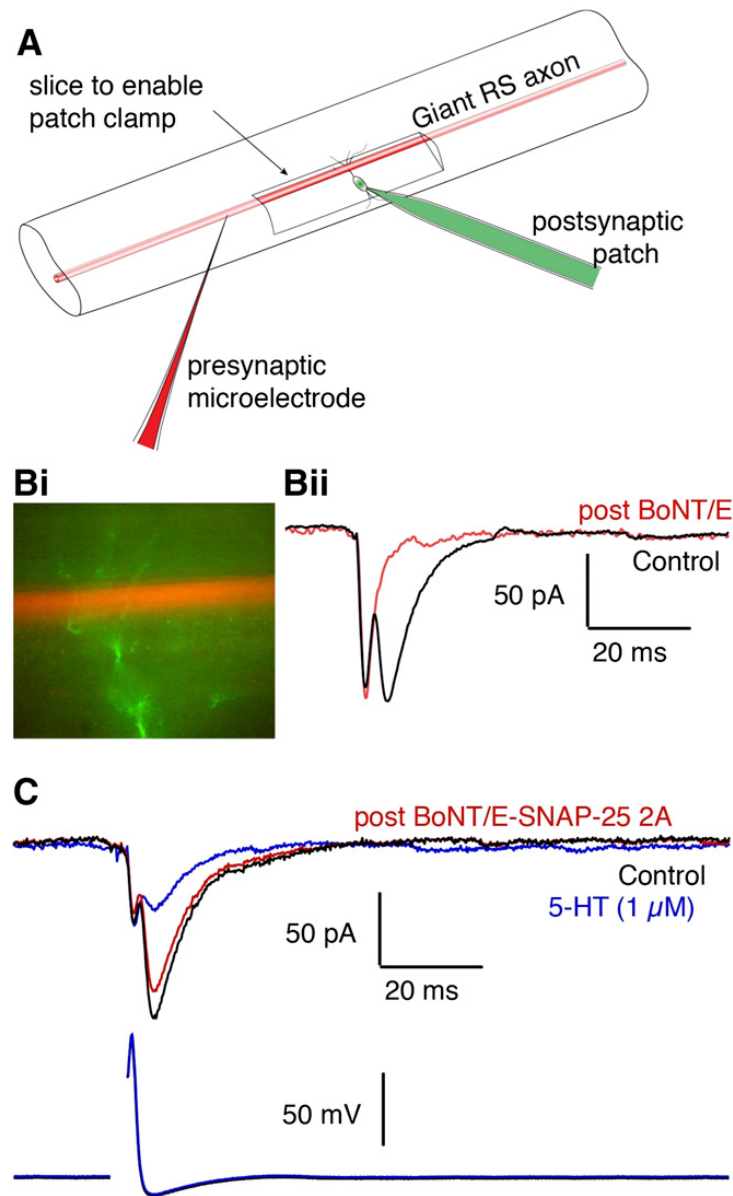 A
slice to enable
patch clamp
Giant RS axon
postsynaptic
patch
presynaptic
microelectrode
Bi
Bii
post BoNT/E
Control
50 pA
20 ms
C
post BoNT/E-SNAP-25 2A
Control
5-HT (1 µM)
50 pA
20 ms
50 mV